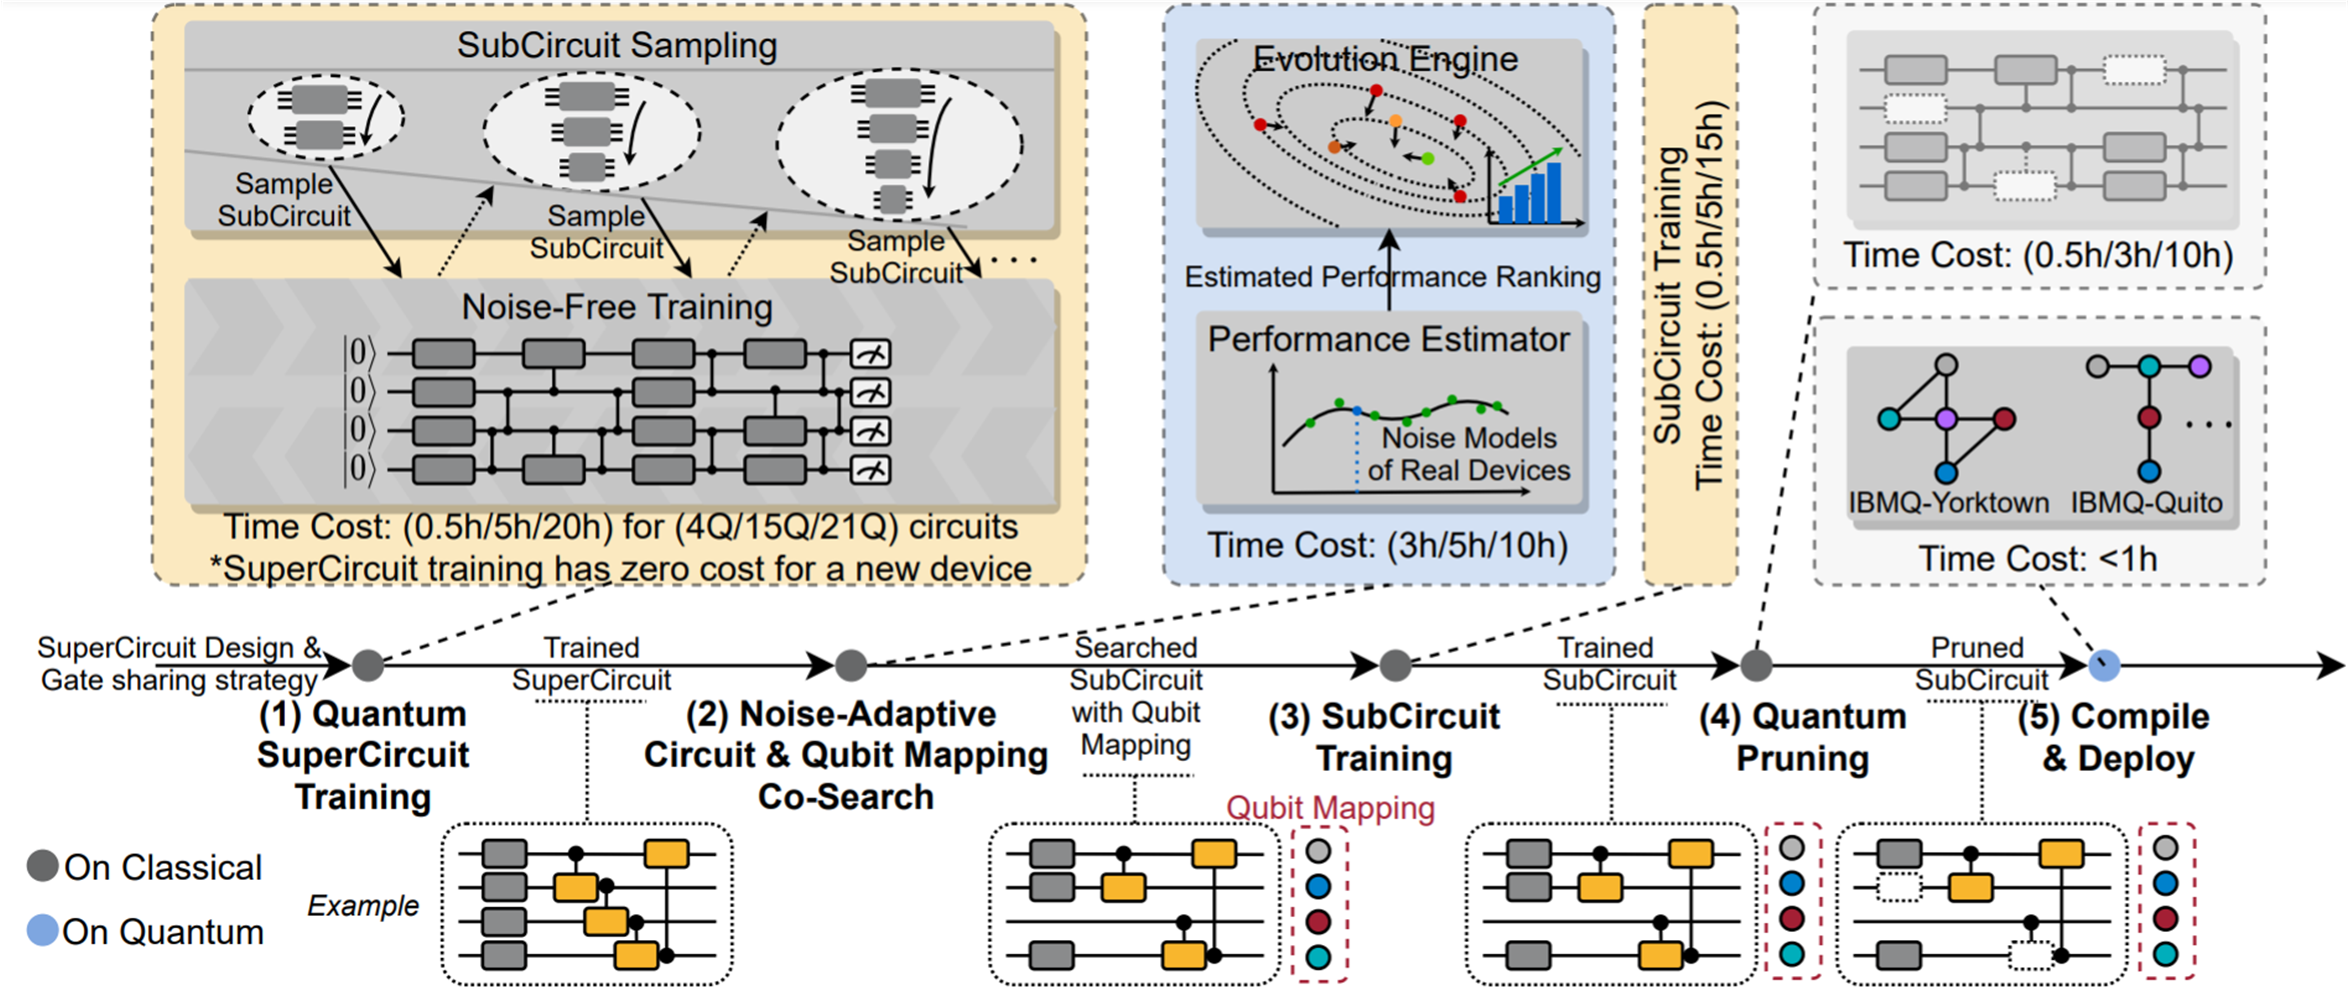 SubCircuit Sampling
Sample
SubCircuit
Sample
SubCircuit
Sample
SubCircuit
Noise-Free Training
|0⟩
|0⟩
|0⟩
|0⟩
Time Cost: (0.5h/5h/20h) for (4Q/15Q/21Q) circuits
*SuperCircuit training has zero cost for a new device
Evolution Engine
Estimated Performance Ranking
Performance Estimator
Noise Models
of Real Devices
Time Cost: (3h/5h/10h)
SubCircuit Training
Time Cost: (0.5h/5h/15h)
Time Cost: (0.5h/3h/10h)
IBMQ-Yorktown
IBMQ-Quito
Time Cost: <1h
SuperCircuit Design &
Gate sharing strategy
Trained
SuperCircuit
Searched
SubCircuit
with Qubit
Mapping
Trained
SubCircuit
Pruned
SubCircuit
(1) Quantum
SuperCircuit
Training
(2) Noise-Adaptive
Circuit & Qubit Mapping
Co-Search
(3) SubCircuit
Training
(4) Quantum
Pruning
(5) Compile
& Deploy
Qubit Mapping
On Classical
On Quantum
Example